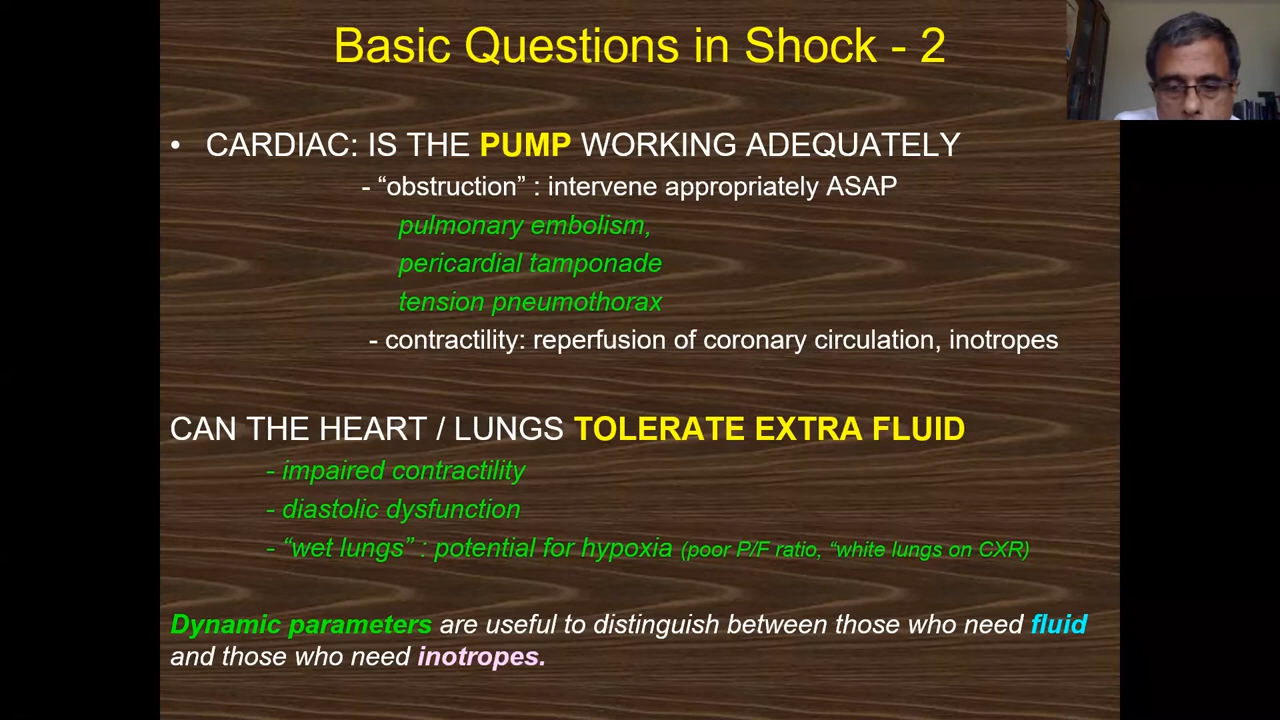 Basic Questions in Shock - 2
• CARDIAC: IS THE PUMP WORKING ADEQUATELY
- “obstruction” : intervene appropriately ASAP
pulmonary embolism,
pericardial tamponade
tension pneumothorax
- contractility: reperfusion of coronary circulation, inotropes
CAN THE HEART / LUNGS TOLERATE EXTRA FLUID
- impaired contractility
- diastolic dysfunction
- “wet lungs” : potential for hypoxia (poor P/F ratio, “white lungs on CXR)
Dynamic parameters are useful to distinguish between those who need fluid
and those who need inotropes.